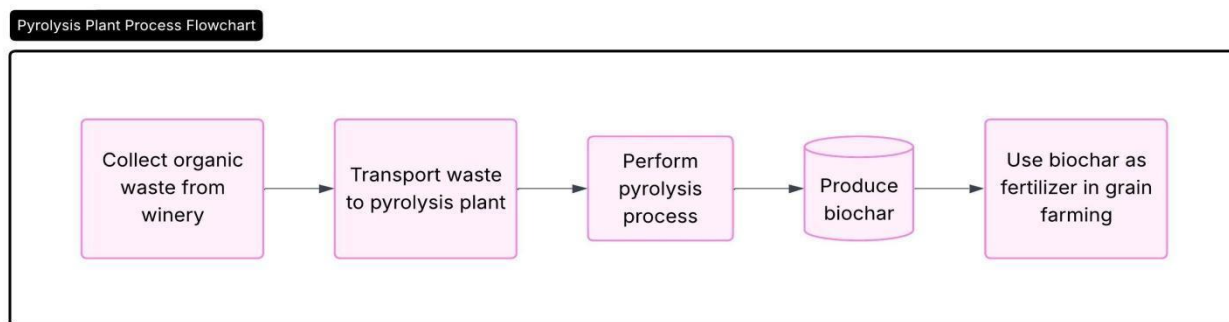 Pyrolysis Plant Process Flowchart
Collect organic
waste from
winery
Transport waste
to pyrolysis plant
Perform
pyrolysis
process
Produce
biochar
Use biochar as
fertilizer in grain
farming